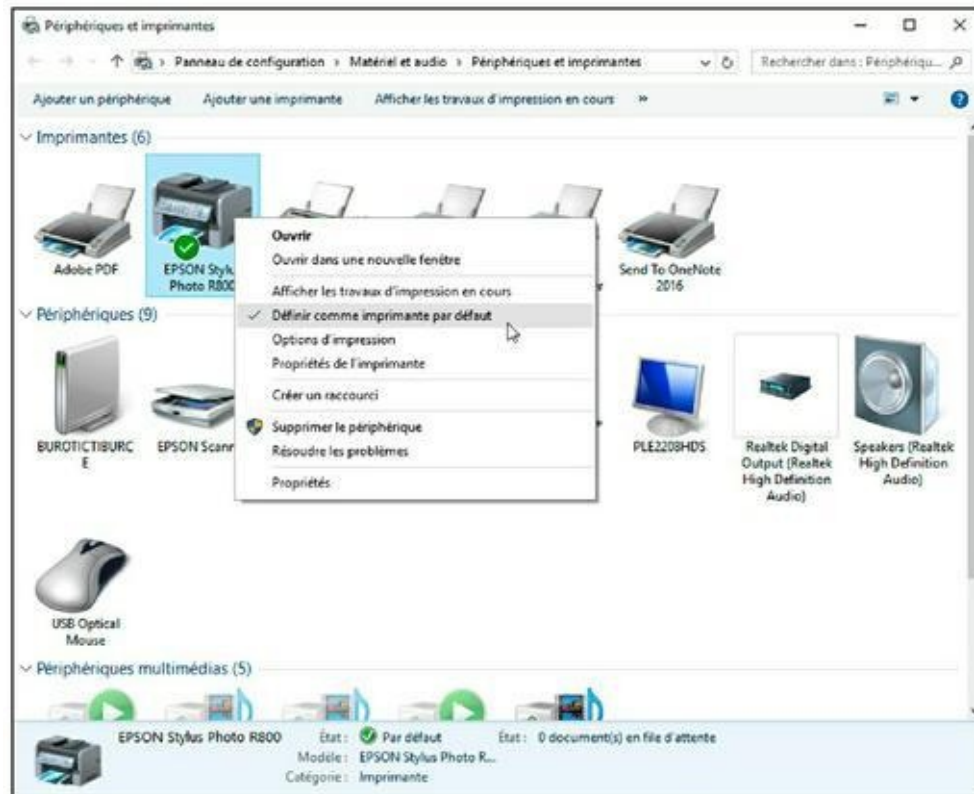 Périphériques et imprimantes
Panneau de configuration › Matériel et audio › Périphériques et imprimantes
Rechercher dans : Périphériqu...
Ajouter un périphérique Ajouter une imprimante Afficher les travaux d'impression en cours »
Imprimantes (6)
Adobe PDF
EPSON Stylu
Photo R800
Send To OneNote
2016
Ouvrir
Ouvrir dans une nouvelle fenêtre
Afficher les travaux d'impression en cours
Définir comme imprimante par défaut
Options d'impression
Propriétés de l'imprimante
Créer un raccourci
Supprimer le périphérique
Résoudre les problèmes
Propriétés
Périphériques (9)
BUROTICTIBURC
E
EPSON Scann
PLE2208HDS
Realtek Digital
Output (Realtek
High Definition
Audio)
Speakers (Realtek
High Definition
Audio)
USB Optical
Mouse
Périphériques multimédias (5)
EPSON Stylus Photo R800 État : Par défaut État : 0 document(s) en file d'attente
Modèle : EPSON Stylus Photo R...
Catégorie : Imprimante